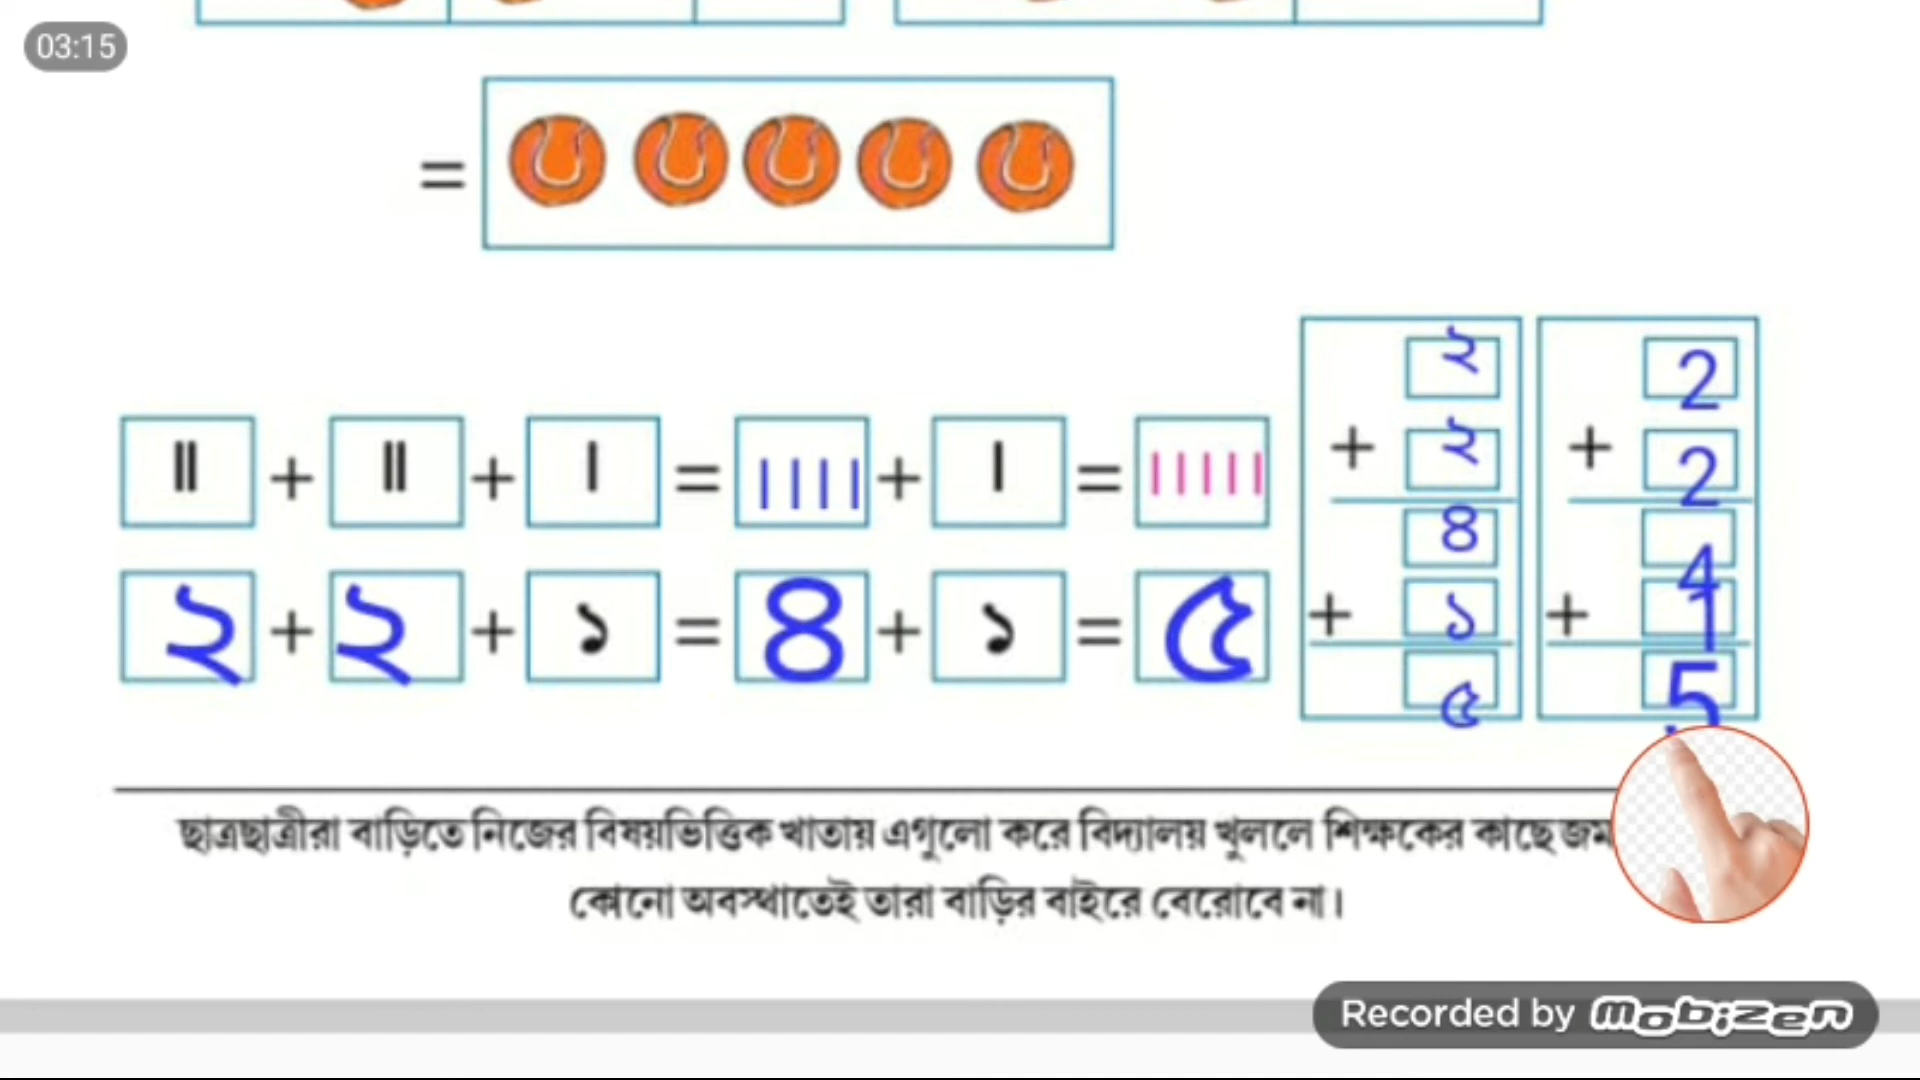 03:15
=
॥ + ॥ + । = | | | | + । = | | | | |
২ + ২ + ১ = ৪ + ১ = ৫
২
+ ২
৪
+ ১
৫
2
+ 2
4
+ 1
5
ছাত্রছাত্রীরা বাড়িতে নিজের বিষয়ভিত্তিক খাতায় এগুলো করে বিদ্যালয় খুললে শিক্ষকের কাছে জম
কোনো অবস্থাতেই তারা বাড়ির বাইরে বেরোবে না।
Recorded by mobizen